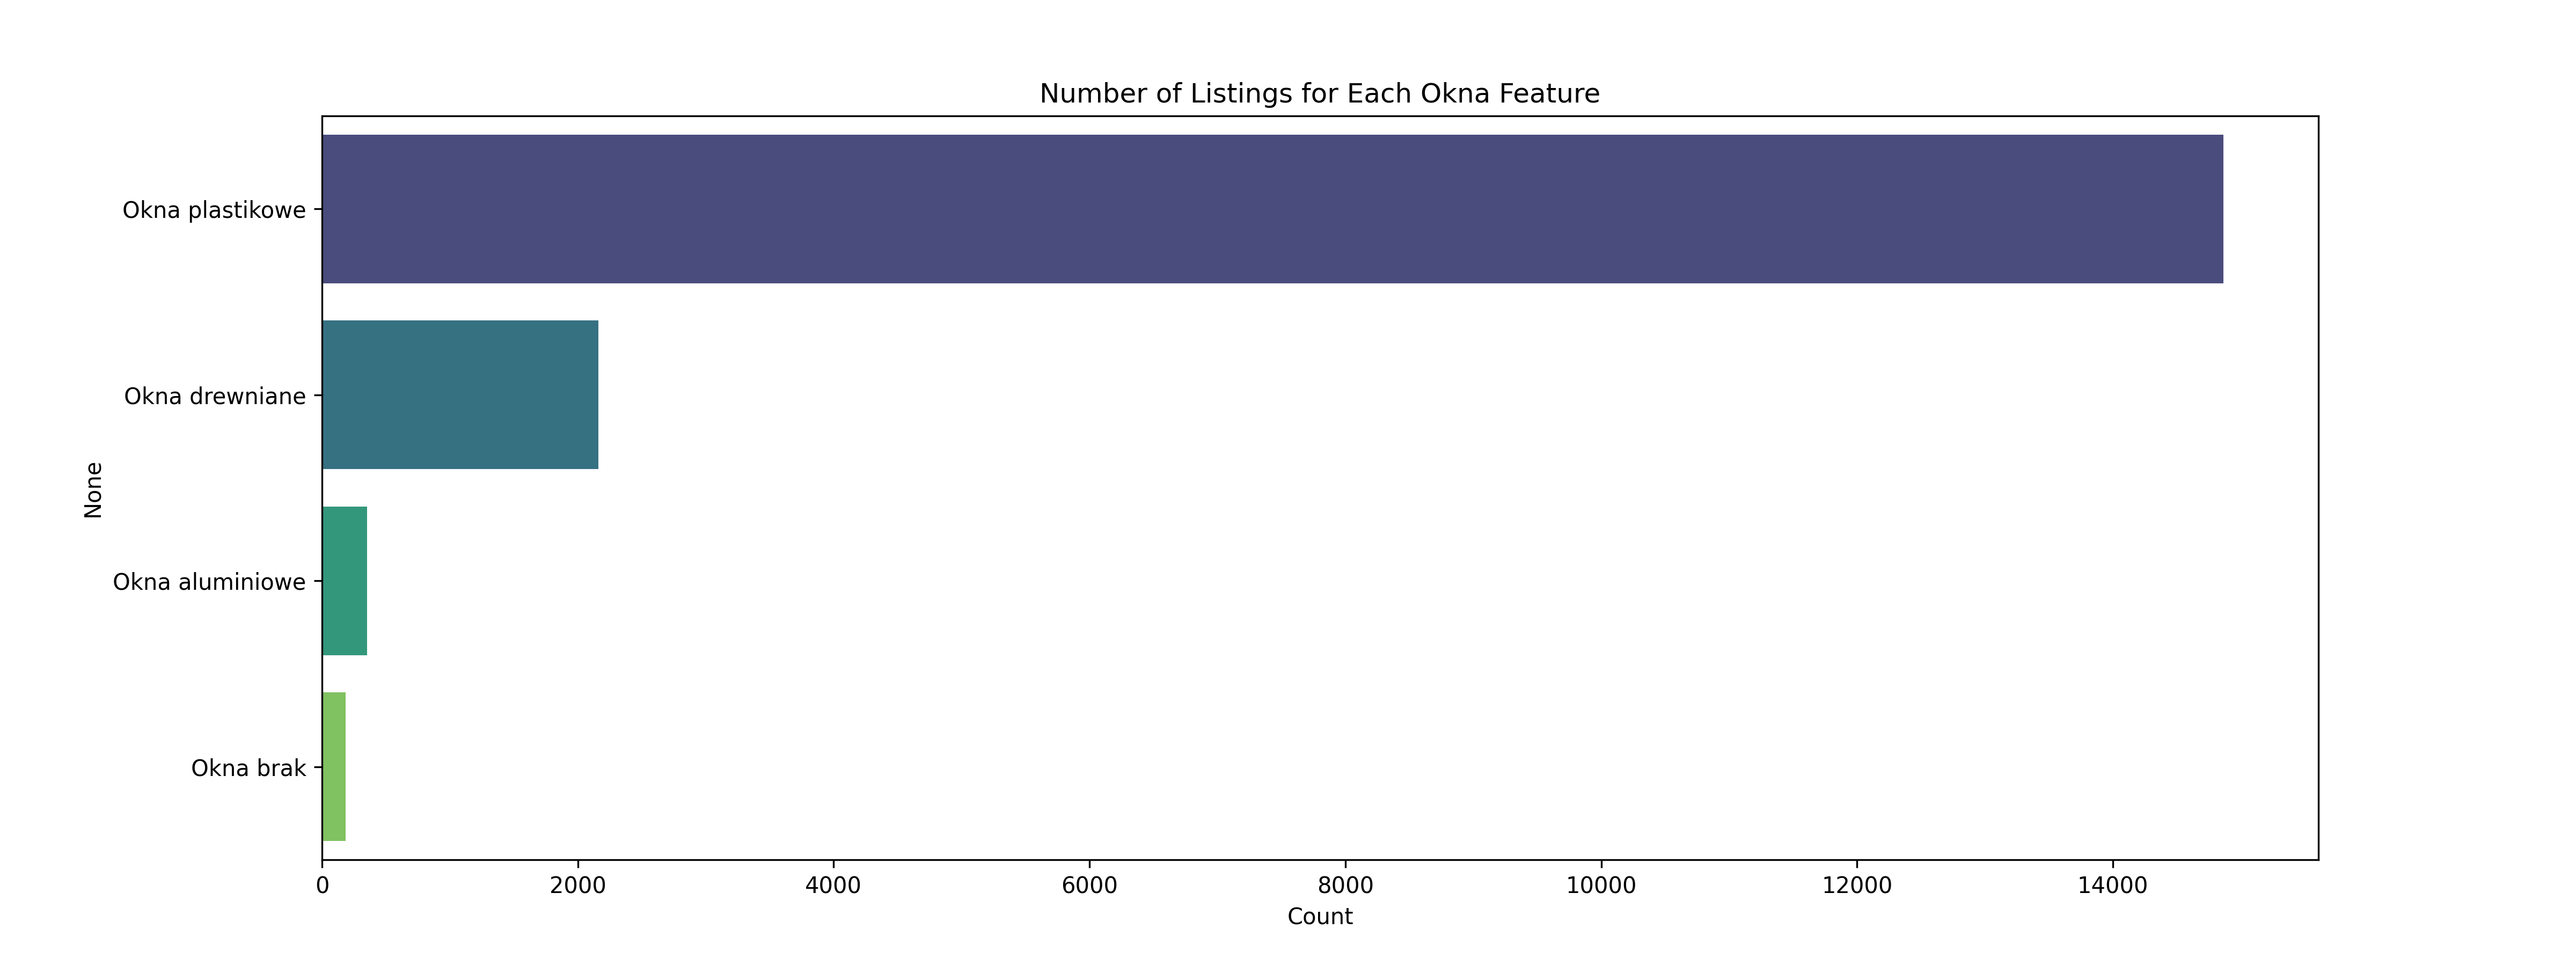 Number of Listings for Each Okna Feature
Okna plastikowe
Okna drewniane
Okna aluminiowe
Okna brak
None
0 2000 4000 6000 8000 10000 12000 14000
Count